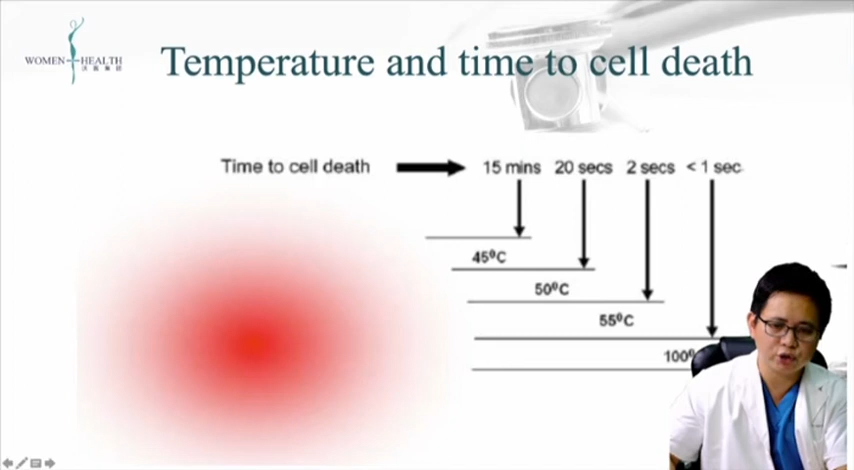 WOMEN HEALTH
Temperature and time to cell death
Time to cell death
15 mins 20 secs 2 secs < 1 sec
45⁰C
50⁰C
55⁰C
100⁰